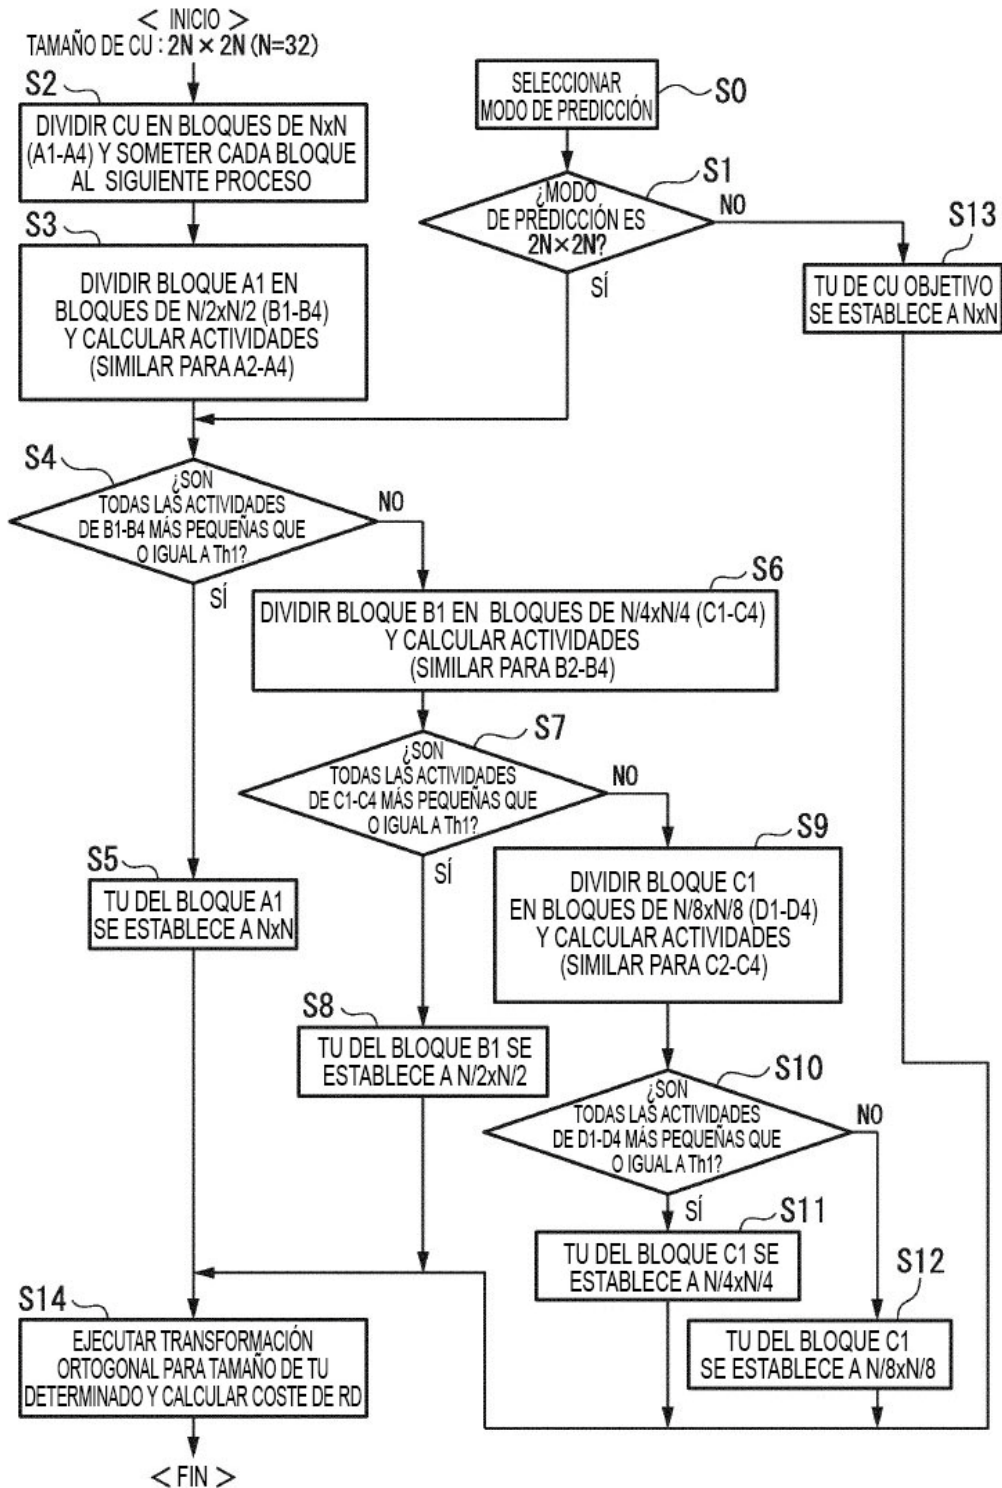 < INICIO >
TAMAÑO DE CU : 2N × 2N (N=32)
S2
DIVIDIR CU EN BLOQUES DE NxN
(A1-A4) Y SOMETER CADA BLOQUE
AL SIGUIENTE PROCESO
SELECCIONAR
MODO DE PREDICCIÓN
S0
S1
¿MODO
DE PREDICCIÓN ES
2N×2N?
NO
SÍ
S13
TU DE CU OBJETIVO
SE ESTABLECE A NxN
S3
DIVIDIR BLOQUE A1 EN
BLOQUES DE N/2xN/2 (B1-B4)
Y CALCULAR ACTIVIDADES
(SIMILAR PARA A2-A4)
S4
¿SON
TODAS LAS ACTIVIDADES
DE B1-B4 MÁS PEQUEÑAS QUE
O IGUAL A Th1?
NO
SÍ
S6
DIVIDIR BLOQUE B1 EN BLOQUES DE N/4xN/4 (C1-C4)
Y CALCULAR ACTIVIDADES
(SIMILAR PARA B2-B4)
S7
¿SON
TODAS LAS ACTIVIDADES
DE C1-C4 MÁS PEQUEÑAS QUE
O IGUAL A Th1?
NO
SÍ
S5
TU DEL BLOQUE A1
SE ESTABLECE A NxN
S9
DIVIDIR BLOQUE C1
EN BLOQUES DE N/8xN/8 (D1-D4)
Y CALCULAR ACTIVIDADES
(SIMILAR PARA C2-C4)
S8
TU DEL BLOQUE B1 SE
ESTABLECE A N/2xN/2
S10
¿SON
TODAS LAS ACTIVIDADES
DE D1-D4 MÁS PEQUEÑAS QUE
O IGUAL A Th1?
NO
SÍ
S11
TU DEL BLOQUE C1 SE
ESTABLECE A N/4xN/4
S12
TU DEL BLOQUE C1
SE ESTABLECE A N/8xN/8
S14
EJECUTAR TRANSFORMACIÓN
ORTOGONAL PARA TAMAÑO DE TU
DETERMINADO Y CALCULAR COSTE DE RD
< FIN >